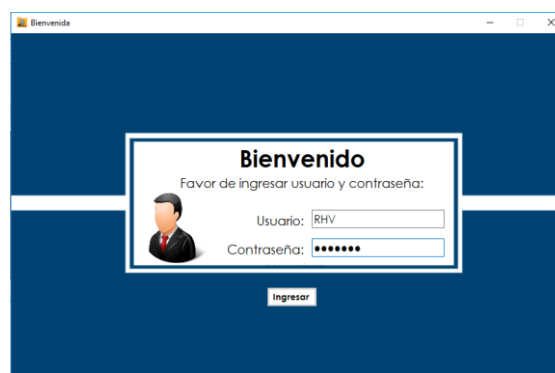 Bienvenida
Bienvenido
Favor de ingresar usuario y contraseña:
Usuario: RHV
Contraseña: •••••••
Ingresar